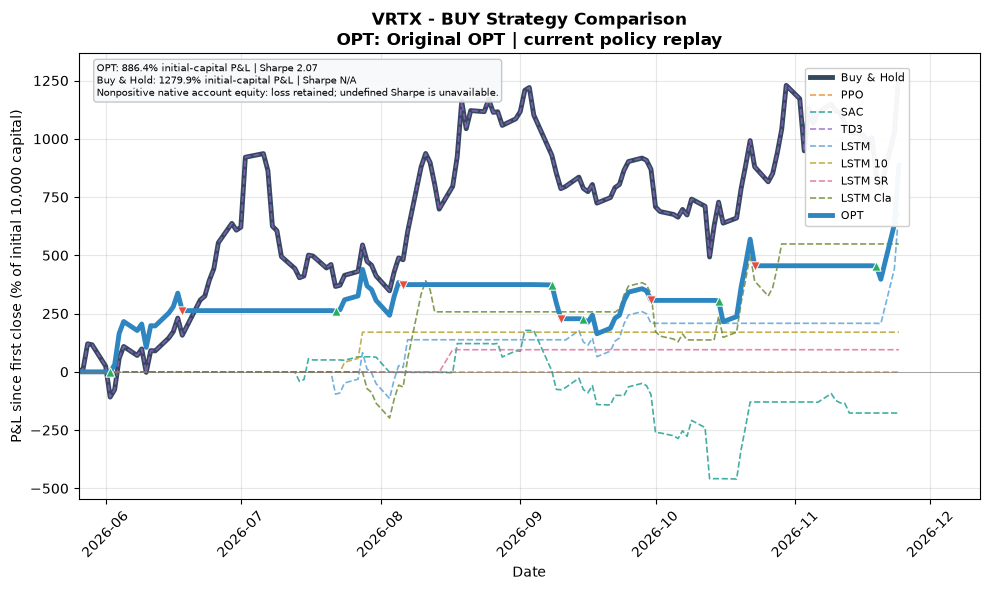 VRTX - BUY Strategy Comparison
OPT: Original OPT | current policy replay
OPT: 886.4% initial-capital P&L | Sharpe 2.07
Buy & Hold: 1279.9% initial-capital P&L | Sharpe N/A
Nonpositive native account equity: loss retained; undefined Sharpe is unavailable.
Buy & Hold
PPO
SAC
TD3
LSTM
LSTM 10
LSTM SR
LSTM Cla
OPT
P&L since first close (% of initial 10,000 capital)
1250
1000
750
500
250
0
−250
−500
2026-06
2026-07
2026-08
2026-09
2026-10
2026-11
2026-12
Date